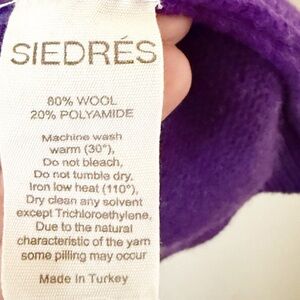 SIEDRÉS
80% WOOL
20% POLYAMIDE
Machine wash
warm (30°),
Do not bleach,
Do not tumble dry.
Iron low heat (110°),
Dry clean any solvent
except Trichloroethylene,
Due to the natural
characteristic of the yarn
some pilling may occur
Made in Turkey